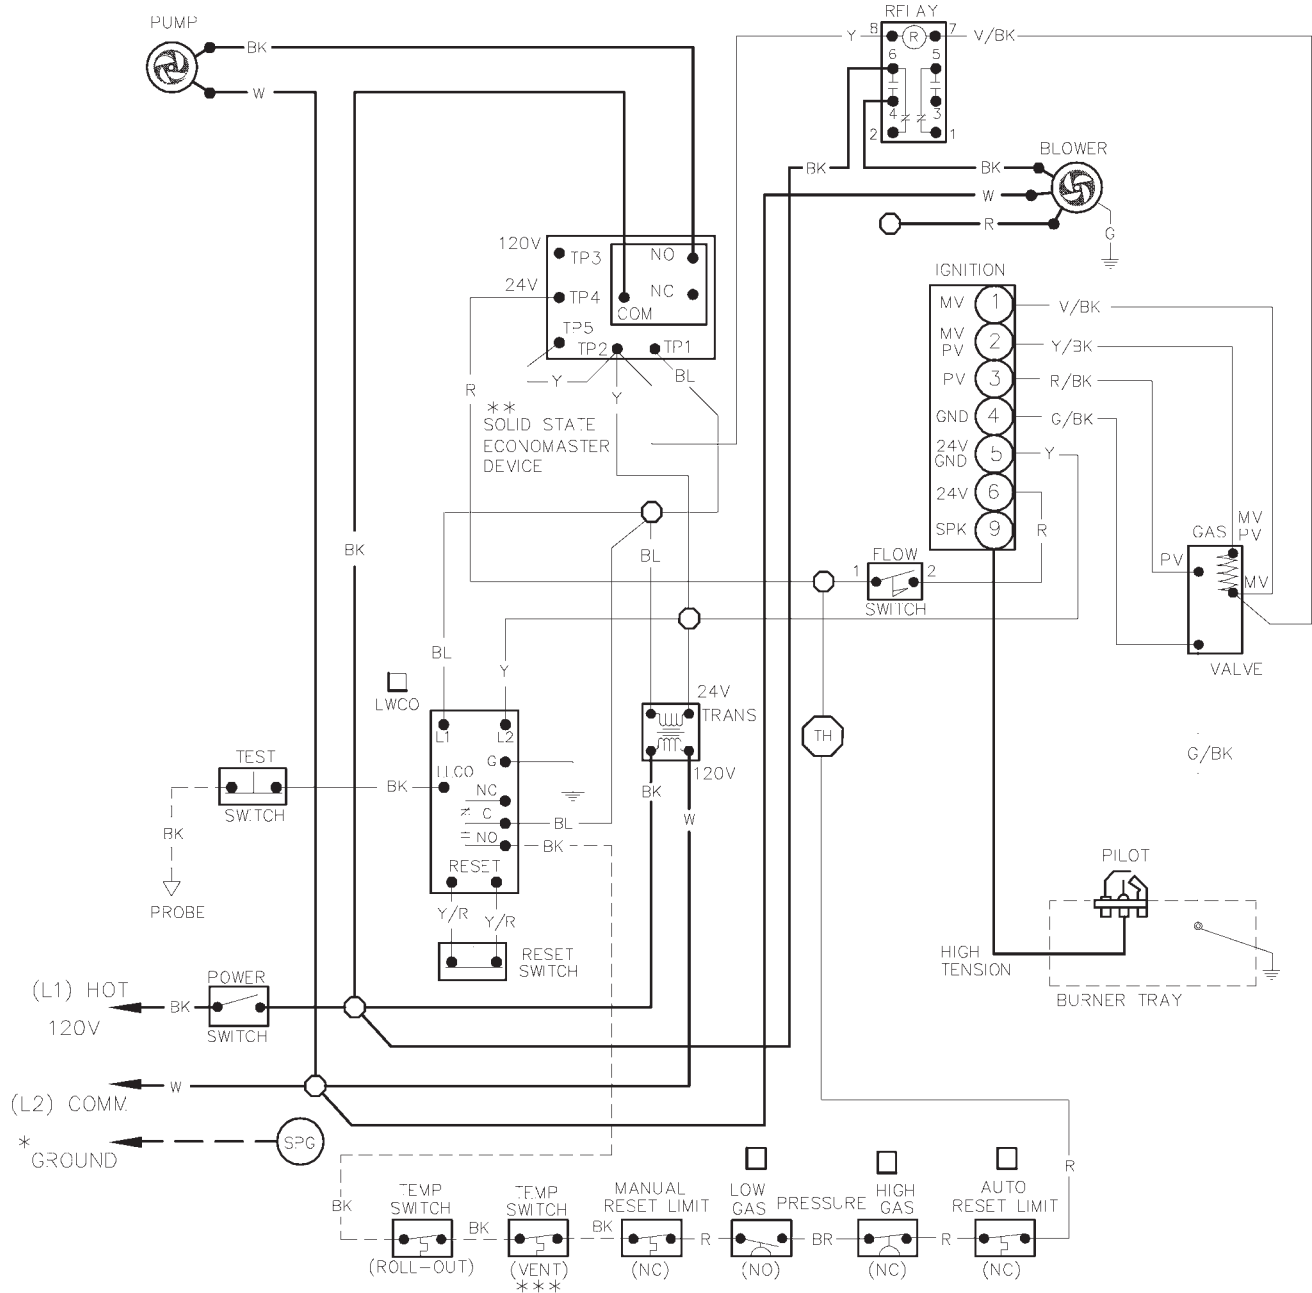 PUMP
RELAY
BK
Y
8
R
7
V/BK
6
5
W
4
3
2
1
BLOWER
BK
BK
W
R
G
120V
TP3
NO
24V
TP4
NC
COM
TP5
TP2
TP1
Y
BL
R
Y
**
SOLID STATE
ECONOMASTER
DEVICE
IGNITION
MV
1
V/BK
MV
PV
2
Y/BK
PV
3
R/BK
GND
4
G/BK
24V
GND
5
Y
24V
6
R
SPK
9
GAS
MV
PV
PV
MV
VALVE
G/BK
BK
BL
FLOW
1
2
SWITCH
BL
Y
LWCO
L1
L2
24V
TRANS
120V
TH
TEST
SWITCH
BK
LLCO
G
NC
C
NO
BL
BK
BK
W
BK
PROBE
RESET
Y/R
Y/R
RESET
SWITCH
PILOT
HIGH
TENSION
BURNER TRAY
(L1) HOT
120V
BK
POWER
SWITCH
(L2) COMM.
W
*
GROUND
SPG
BK
TEMP
SWITCH
(ROLL-OUT)
BK
TEMP
SWITCH
(VENT)
***
BK
MANUAL
RESET LIMIT
(NC)
R
LOW
GAS
(NO)
PRESSURE
BR
HIGH
GAS
(NC)
R
AUTO
RESET LIMIT
(NC)
R